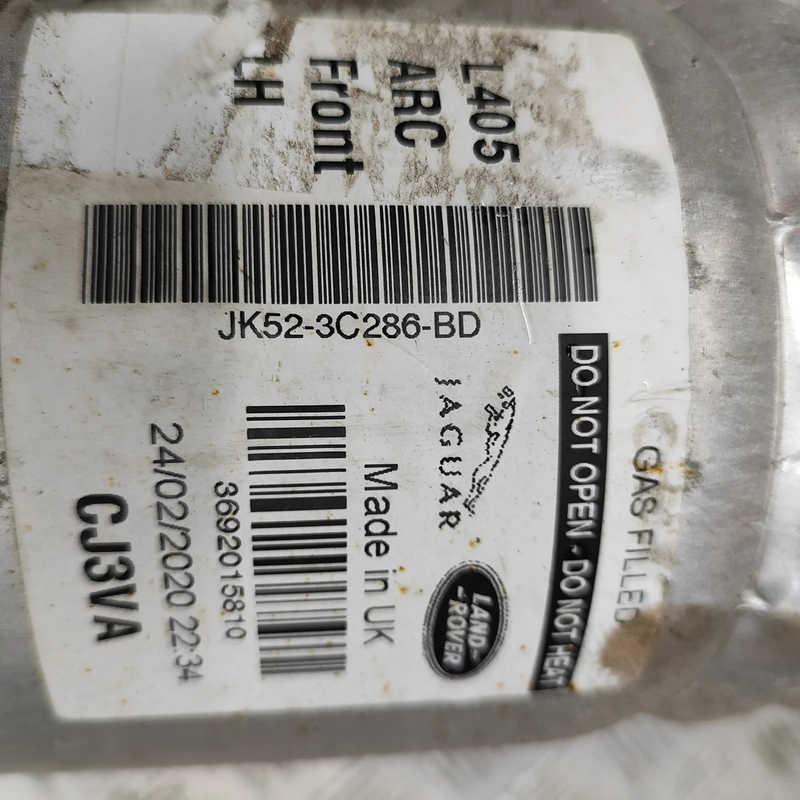 L405
ARC
Front
LH
JK52-3C286-BD
GAS FILLED
DO NOT OPEN - DO NOT HEAT
JAGUAR
LAND-
-ROVER
Made in UK
3692015810
24/02/2020 22:34
CJ3VA